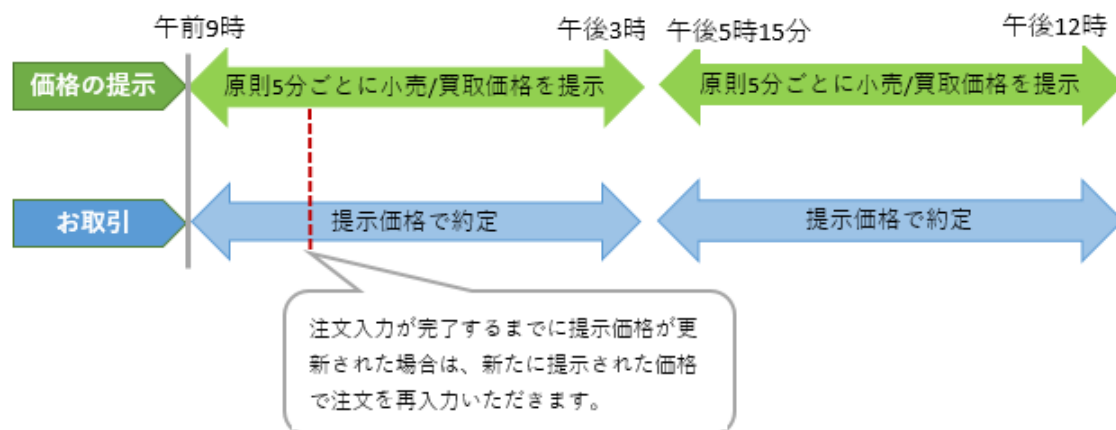 午前9時
午後3時
午後5時15分
午後12時
価格の提示
原則5分ごとに小売/買取価格を提示
原則5分ごとに小売/買取価格を提示
お取引
提示価格で約定
提示価格で約定
注文入力が完了するまでに提示価格が更
新された場合は、新たに提示された価格
で注文を再入力いただきます。